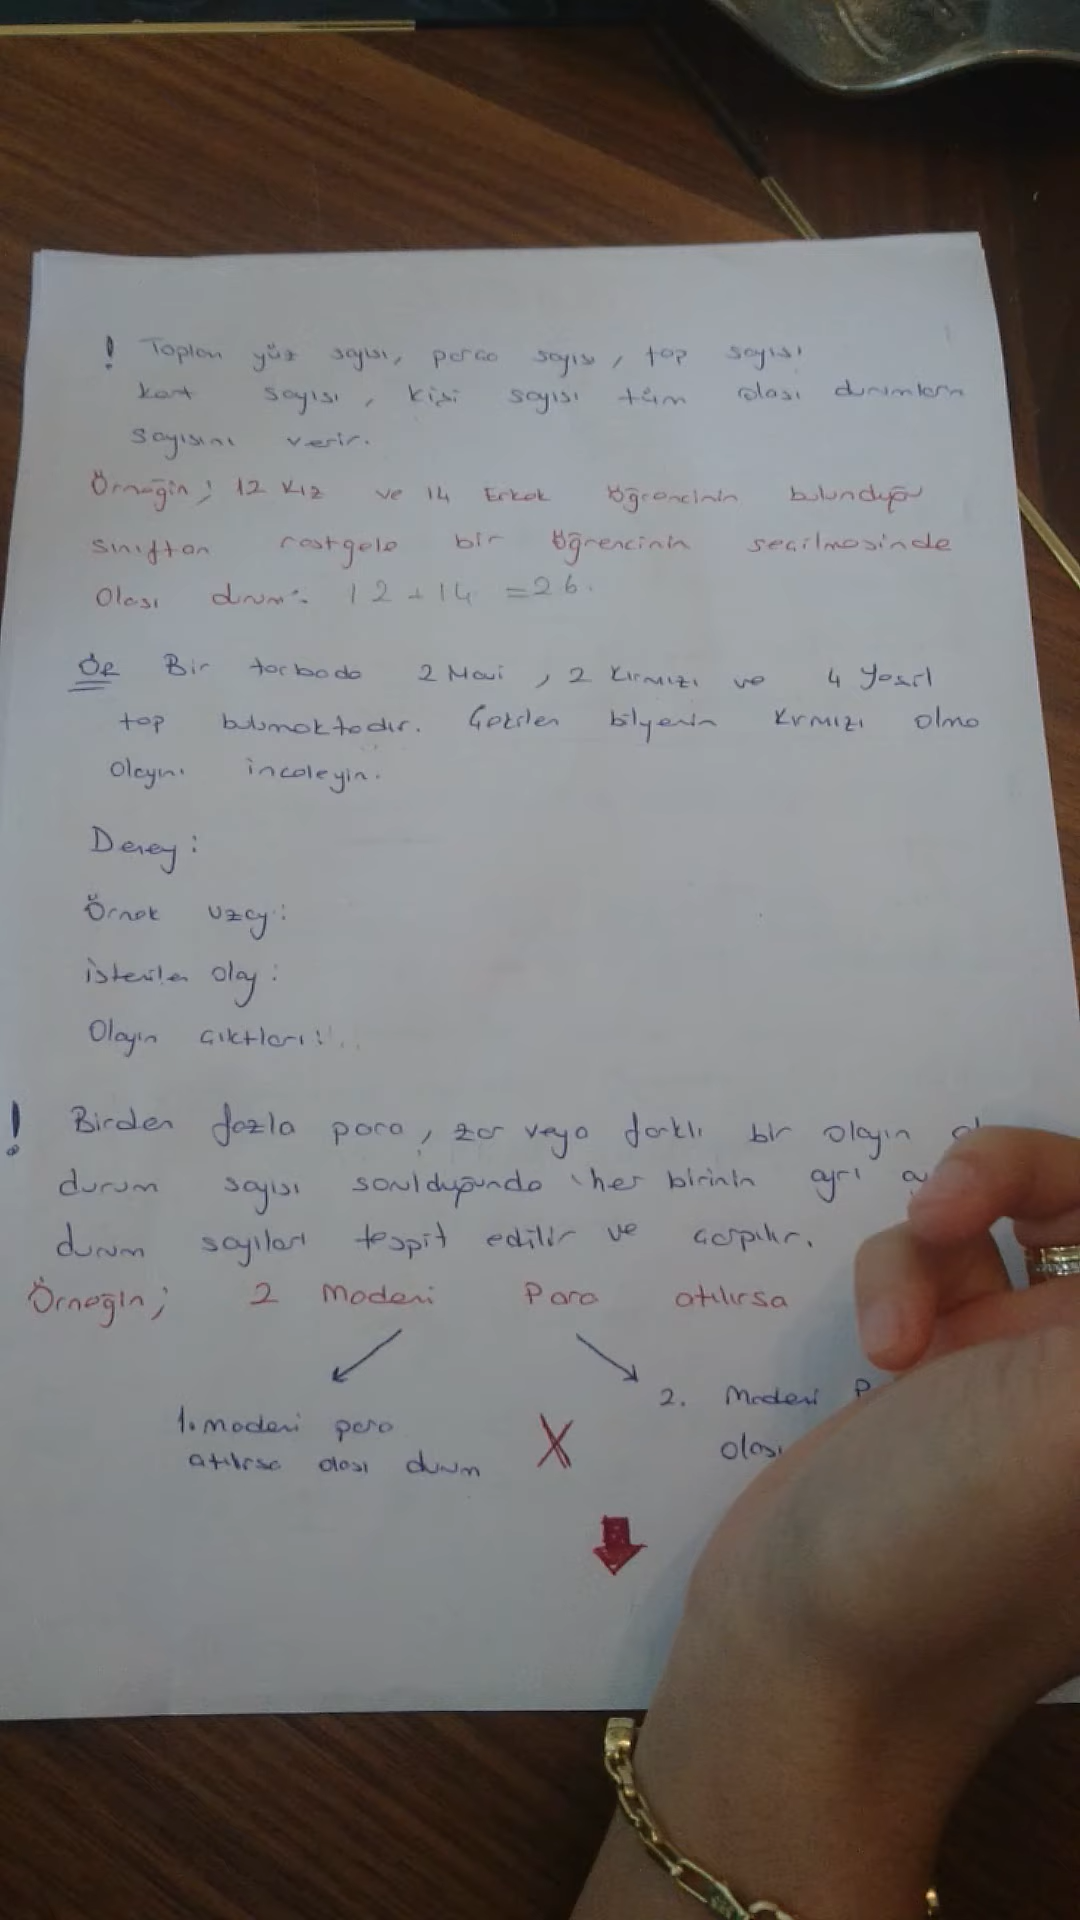 ! Toplam yüz sayısı, para sayısı, top sayısı
kart sayısı, kişi sayısı tüm olası durumların
sayısını verir.
Örneğin; 12 kız ve 14 Erkek öğrencinin bulunduğu
sınıftan rastgele bir öğrencinin seçilmesinde
Olası durum: 12 + 14 = 26.
Ör Bir torbada 2 Mavi, 2 Kırmızı ve 4 Yeşil
top bulunmaktadır. Çekilen bilyenin Kırmızı olma
olayını inceleyin.
Deney:
Örnek uzay:
istenilen olay:
Olayın çıktıları:
! Birden fazla para, zar veya farklı bir olayın
durum sayısı sorulduğunda her birinin ayrı
durum sayıları tespit edilir ve çarpılır.
Örneğin; 2 Madeni Para atılırsa
1. madeni para
atılırsa olası durum
X
2. Madeni
olası